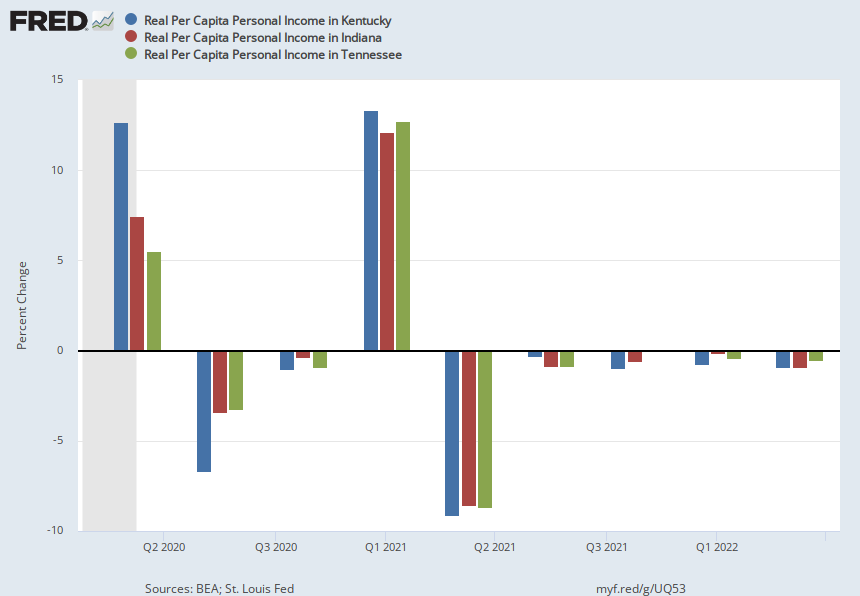 FRED
Real Per Capita Personal Income in Kentucky
Real Per Capita Personal Income in Indiana
Real Per Capita Personal Income in Tennessee
15
10
5
0
-5
-10
Percent Change
Q2 2020 Q3 2020 Q1 2021 Q2 2021 Q3 2021 Q1 2022
Sources: BEA; St. Louis Fed
myf.red/g/UQ53